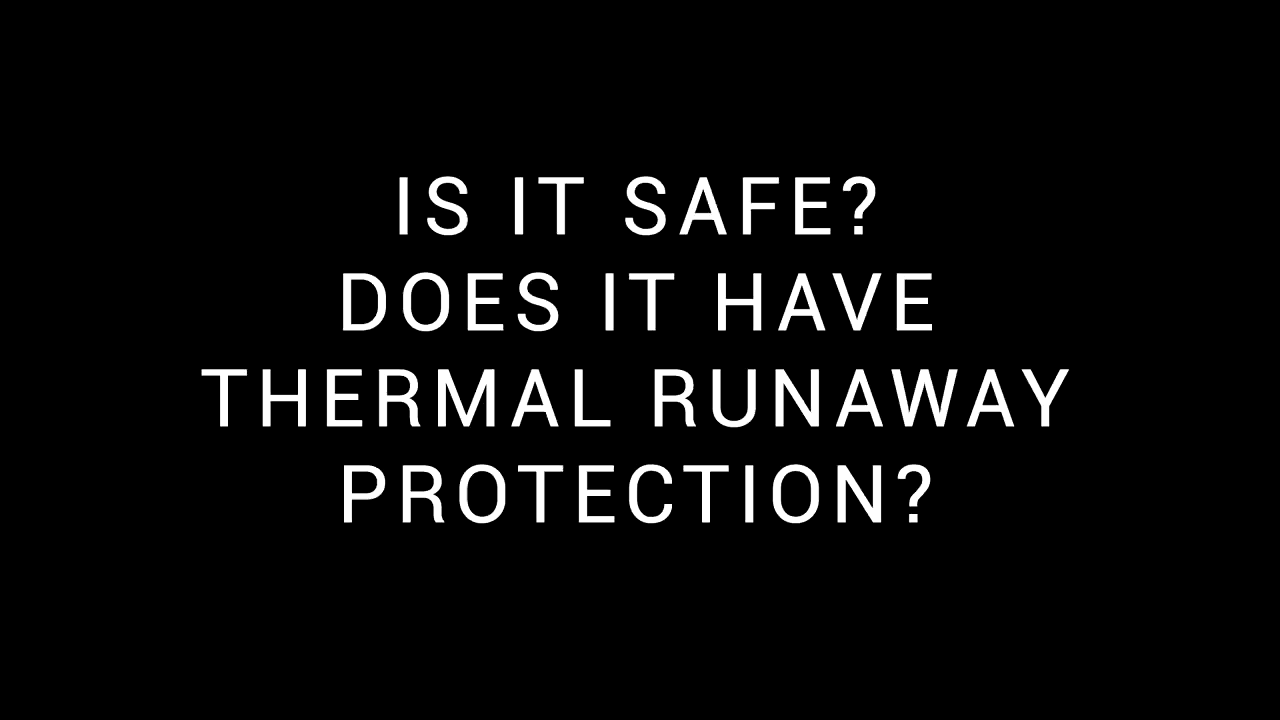 IS IT SAFE?
DOES IT HAVE
THERMAL RUNAWAY
PROTECTION?